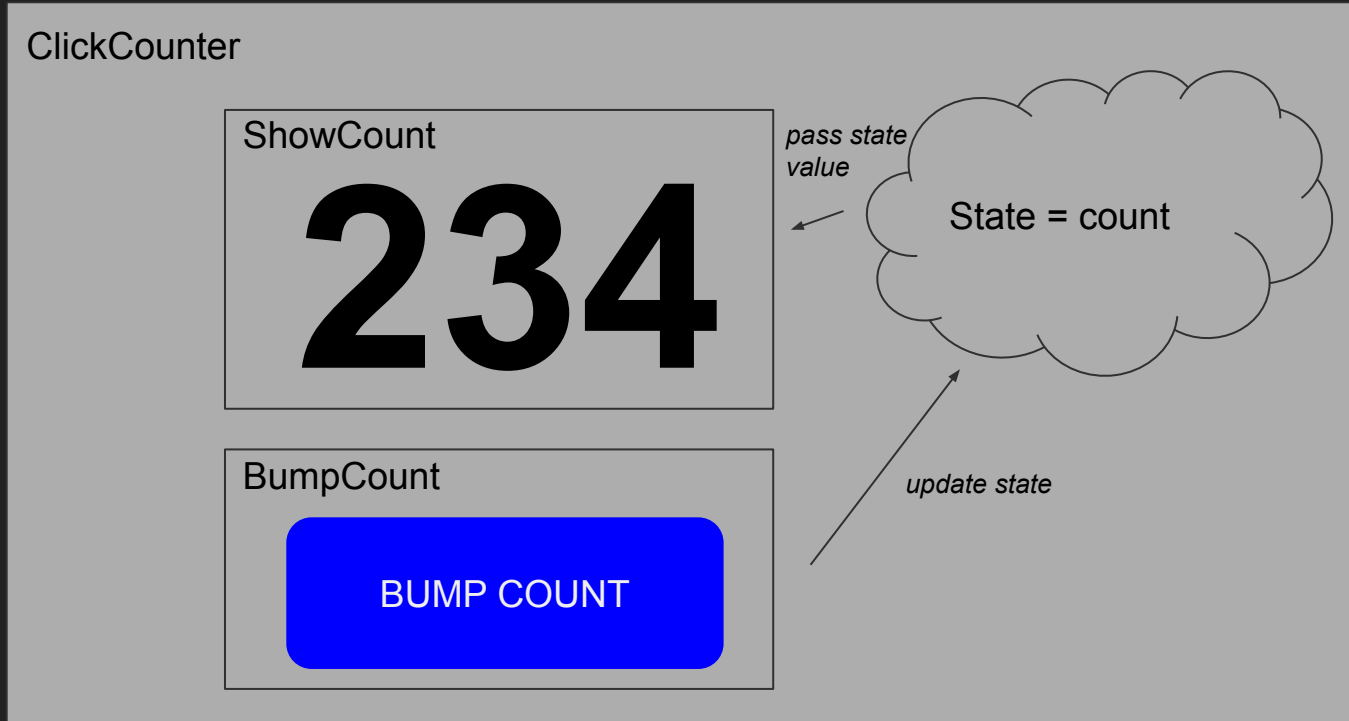 ClickCounter
ShowCount
234
pass state
value
State = count
BumpCount
BUMP COUNT
update state